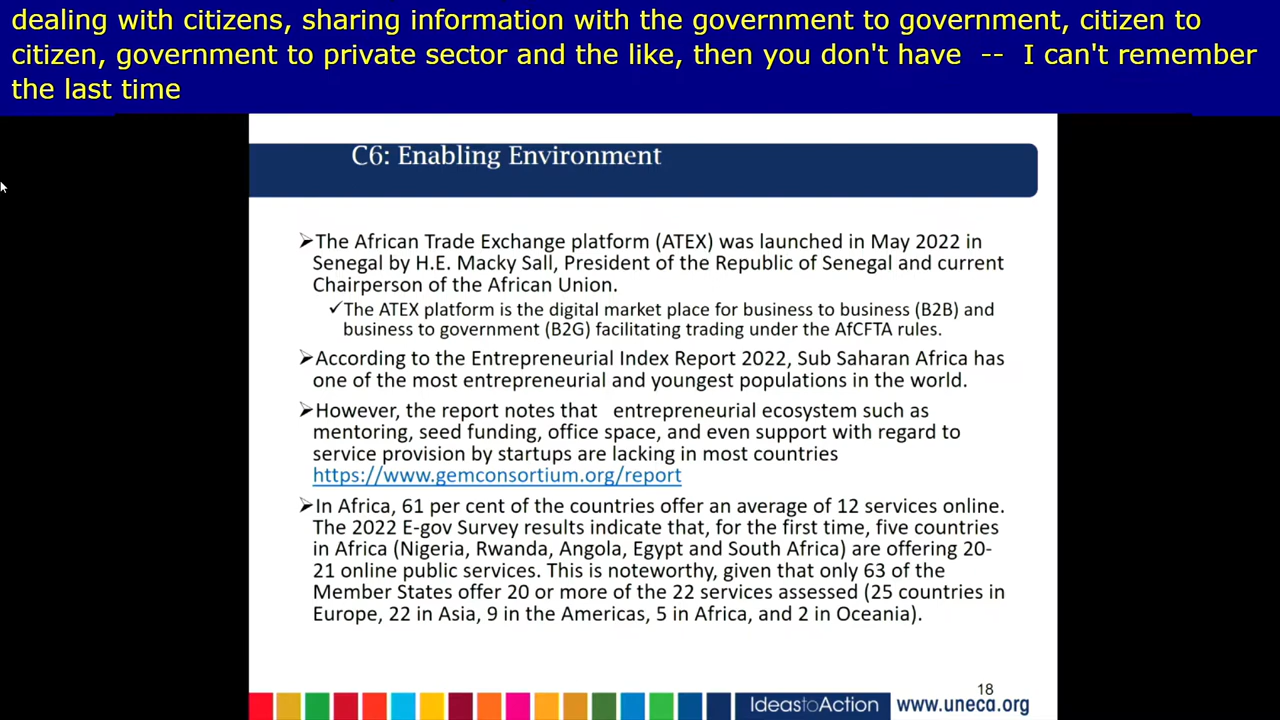 dealing with citizens, sharing information with the government to government, citizen to
citizen, government to private sector and the like, then you don't have -- I can't remember
the last time
C6: Enabling Environment
➢The African Trade Exchange platform (ATEX) was launched in May 2022 in
Senegal by H.E. Macky Sall, President of the Republic of Senegal and current
Chairperson of the African Union.
✓The ATEX platform is the digital market place for business to business (B2B) and
business to government (B2G) facilitating trading under the AfCFTA rules.
➢According to the Entrepreneurial Index Report 2022, Sub Saharan Africa has
one of the most entrepreneurial and youngest populations in the world.
➢However, the report notes that entrepreneurial ecosystem such as
mentoring, seed funding, office space, and even support with regard to
service provision by startups are lacking in most countries
https://www.gemconsortium.org/report
➢In Africa, 61 per cent of the countries offer an average of 12 services online.
The 2022 E-gov Survey results indicate that, for the first time, five countries
in Africa (Nigeria, Rwanda, Angola, Egypt and South Africa) are offering 20-
21 online public services. This is noteworthy, given that only 63 of the
Member States offer 20 or more of the 22 services assessed (25 countries in
Europe, 22 in Asia, 9 in the Americas, 5 in Africa, and 2 in Oceania).
18
IdeastoAction www.uneca.org